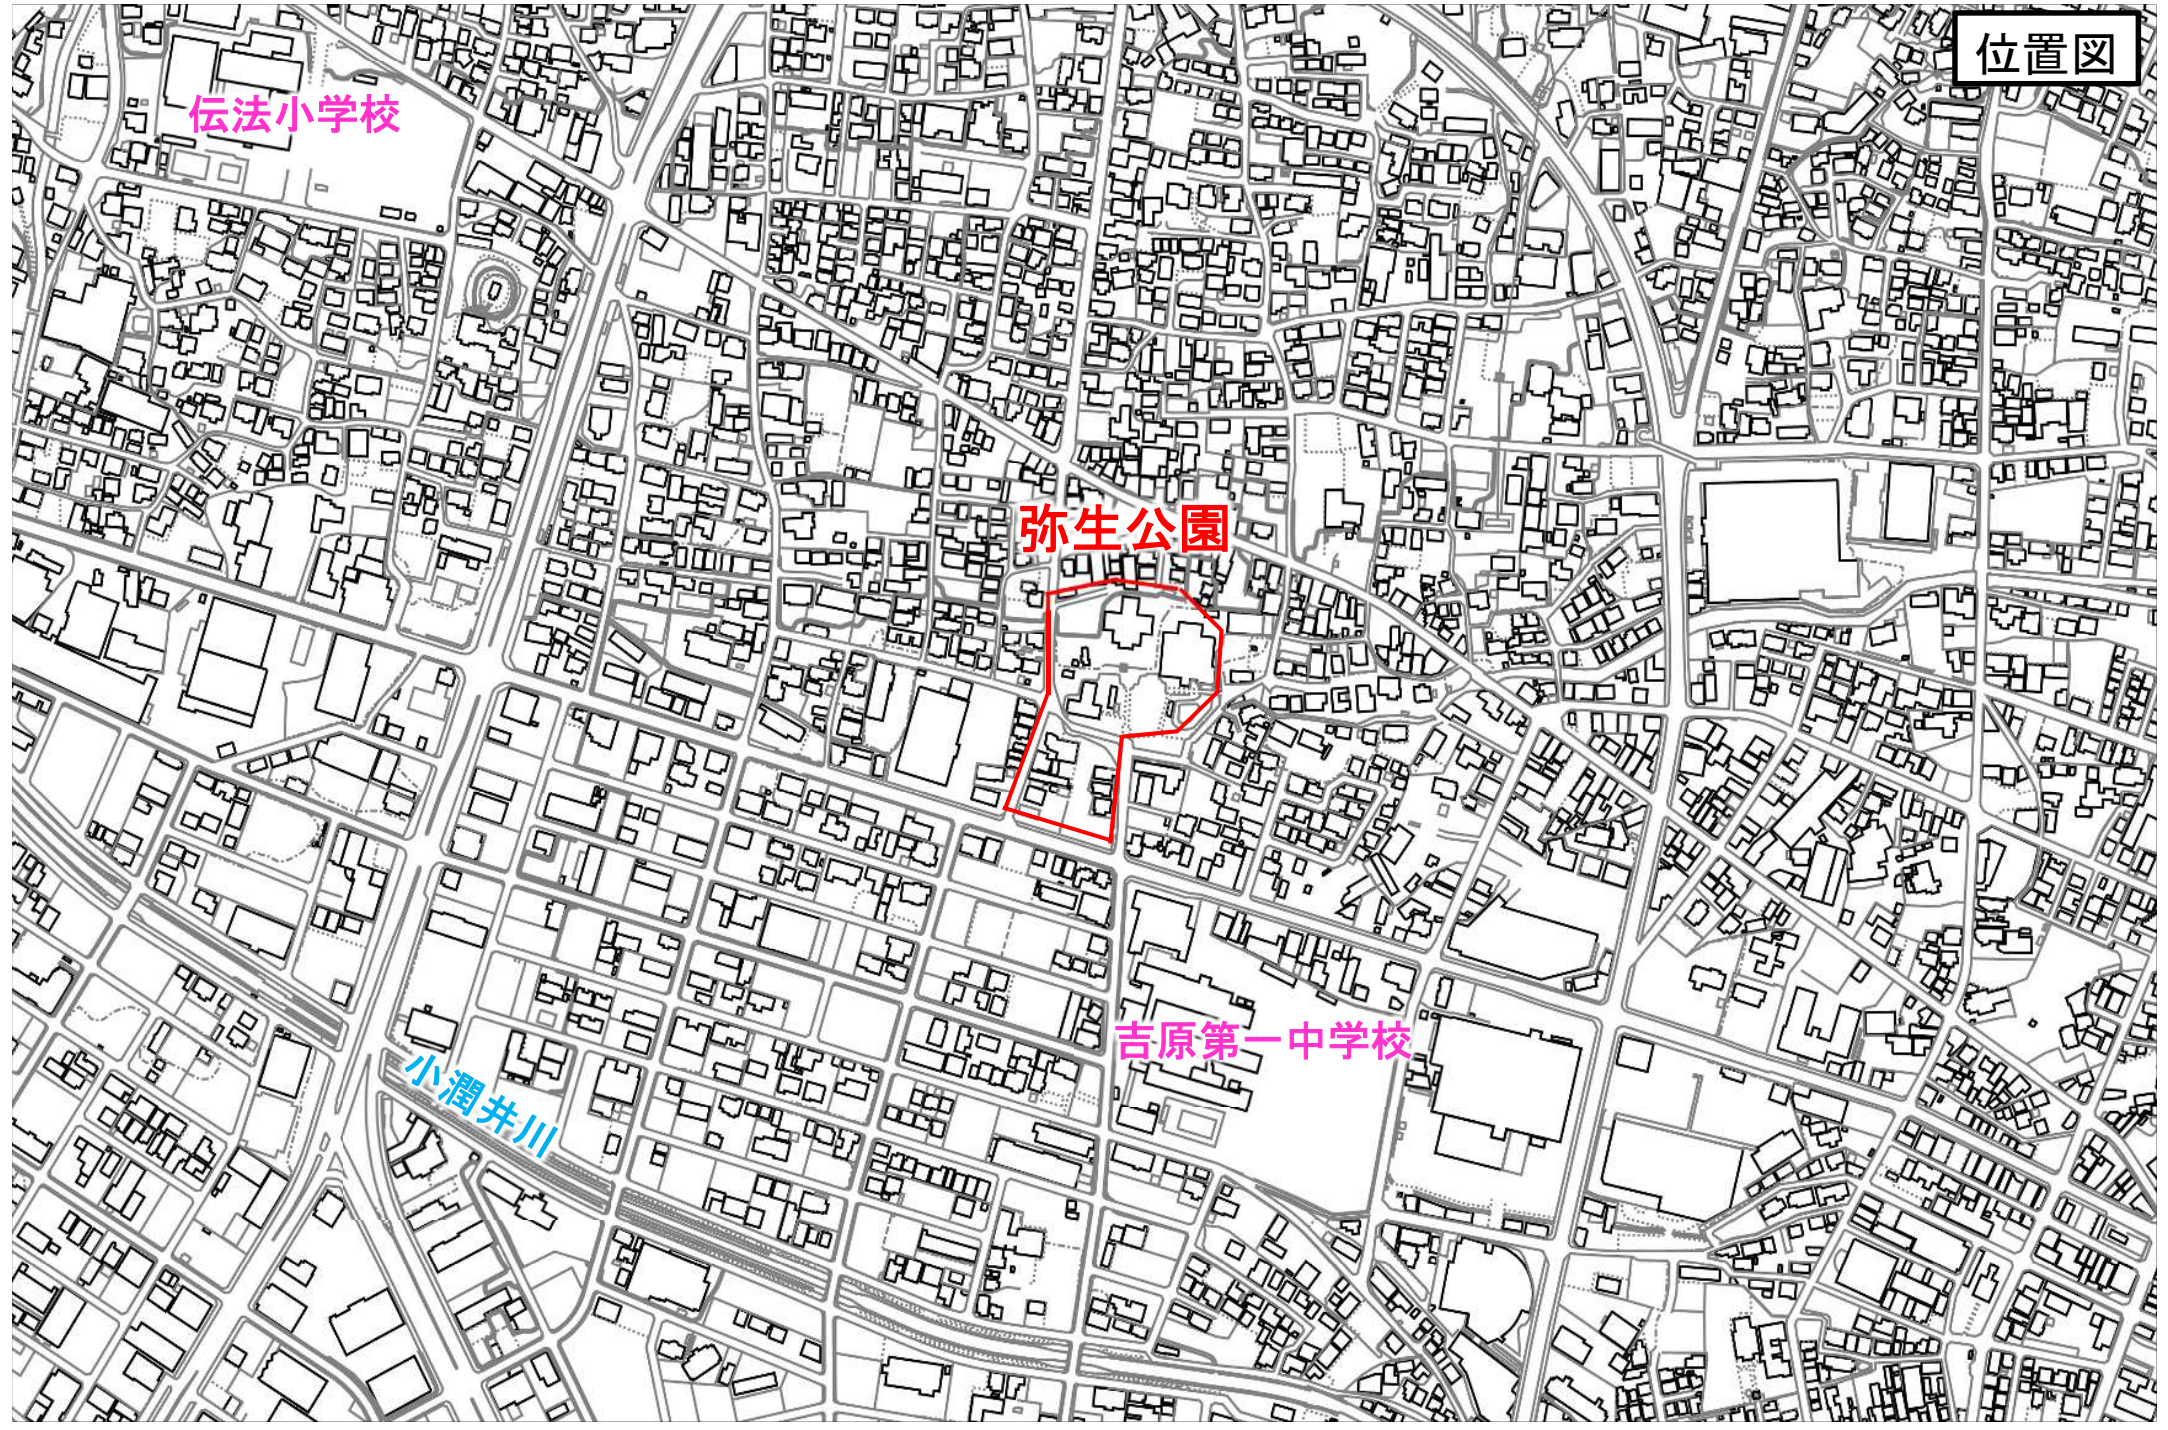 位置図
伝法小学校
弥生公園
吉原第一中学校
小潤井川